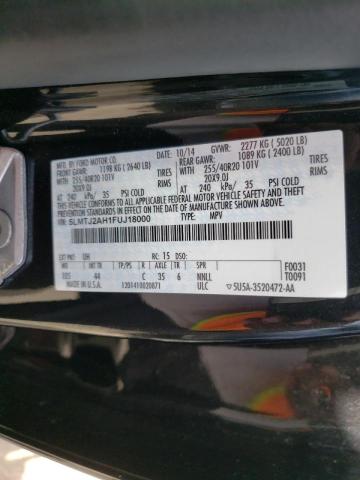 MFD. BY FORD MOTOR CO.
DATE: 10/14 GVWR: 2277 KG ( 5020 LB)
FRONT GAWR: 1198 KG ( 2640 LB) REAR GAWR: 1089 KG ( 2400 LB)
255/40R20 101V TIRES 255/40R20 101V TIRES
20X9.0J RIMS 20X9.0J RIMS
AT 240 kPa/ 35 PSI COLD AT 240 kPa/ 35 PSI COLD
THIS VEHICLE CONFORMS TO ALL APPLICABLE FEDERAL MOTOR VEHICLE SAFETY
AND THEFT PREVENTION STANDARDS IN EFFECT ON THE DATE
OF MANUFACTURE SHOWN ABOVE.
VIN: 5LMTJ2AH1FUJ18000
TYPE: MPV
EXT PNT: UH RC: 15 DSO: F0031
44 TP/PS R AXLE TR SPR T0091
C 35 6 NNLL
MADE IN U.S.A. 1201410020871 ULC 5U5A-3520472-AA